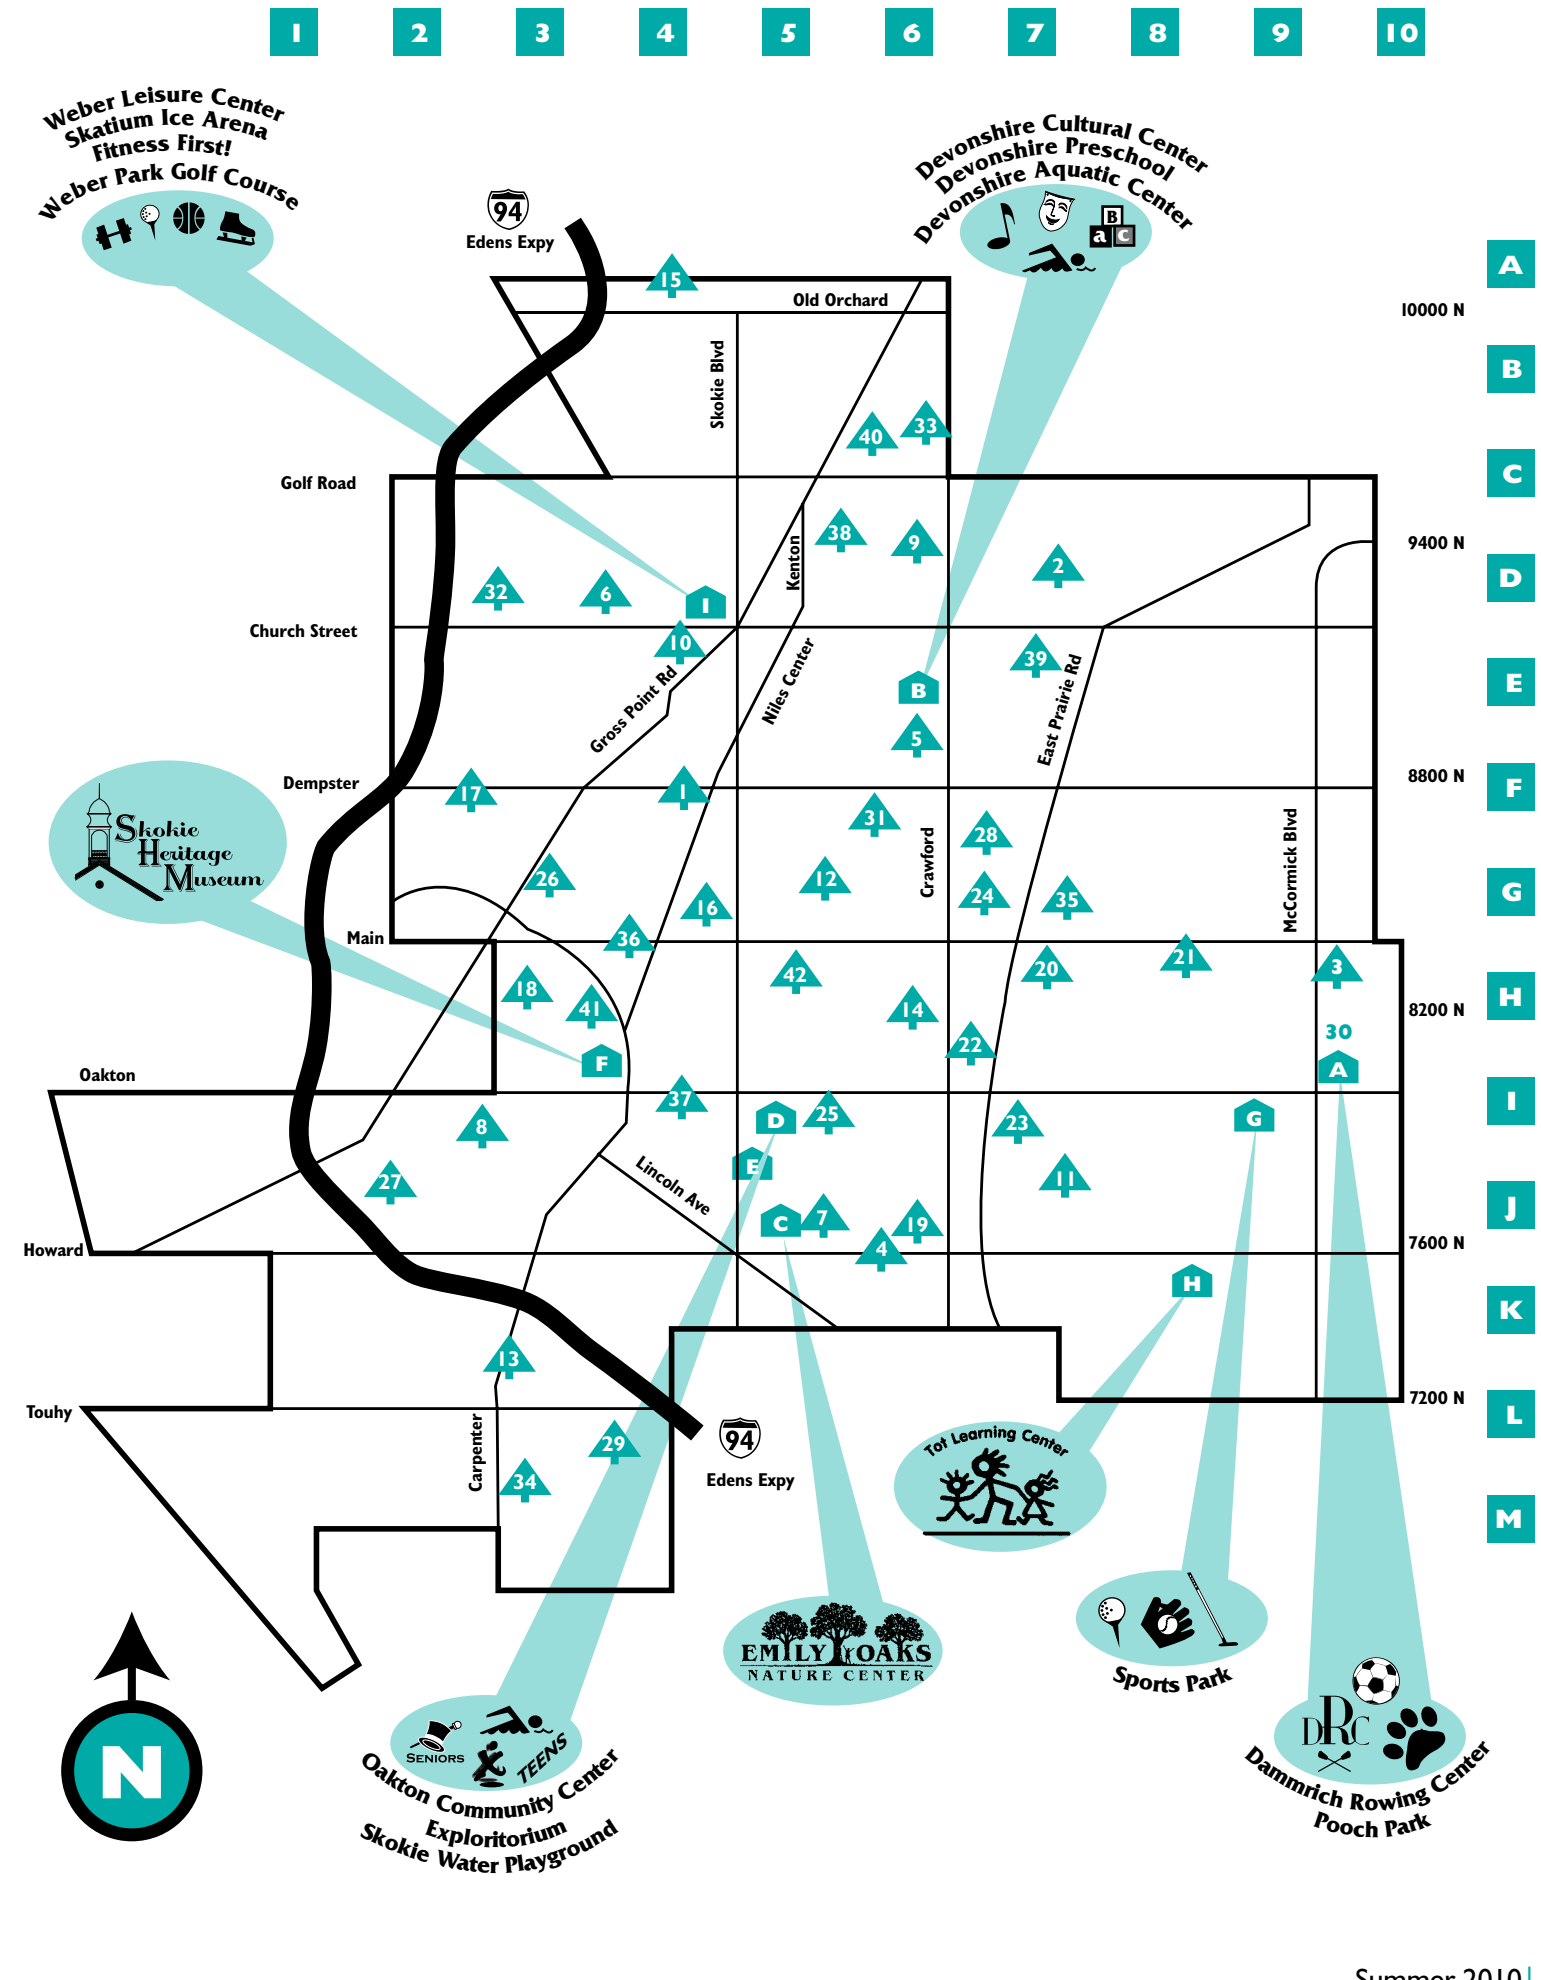 1 2 3 4 5 6 7 8 9 10
Weber Leisure Center
Skatium Ice Arena
Fitness First!
Weber Park Golf Course
Devonshire Cultural Center
Devonshire Preschool
Devonshire Aquatic Center
B
a C
94
Edens Expy
A
15
Old Orchard
10000 N
Skokie Blvd
B
40
33
C
Golf Road
38
9
Kenton
2
9400 N
D
32
6
I
Church Street
10
39
Gross Point Rd
Niles Center
East Prairie Rd
B
E
5
Dempster
17
1
8800 N
F
31
28
Skokie
Heritage
Museum
Crawford
McCormick Blvd
26
12
24
35
G
16
Main
36
42
20
21
3
18
41
14
H
8200 N
22
30
F
A
Oakton
37
D
25
23
G
I
8
E
11
27
Lincoln Ave
C
7
19
J
Howard
4
7600 N
H
K
13
Touhy
7200 N
L
Carpenter
29
94
Edens Expy
34
Tot Learning Center
M
EMILY OAKS
NATURE CENTER
Sports Park
N
SENIORS
TEENS
Oakton Community Center
Exploritorium
Skokie Water Playground
DRC
Dammrich Rowing Center
Pooch Park
Summer 2010|